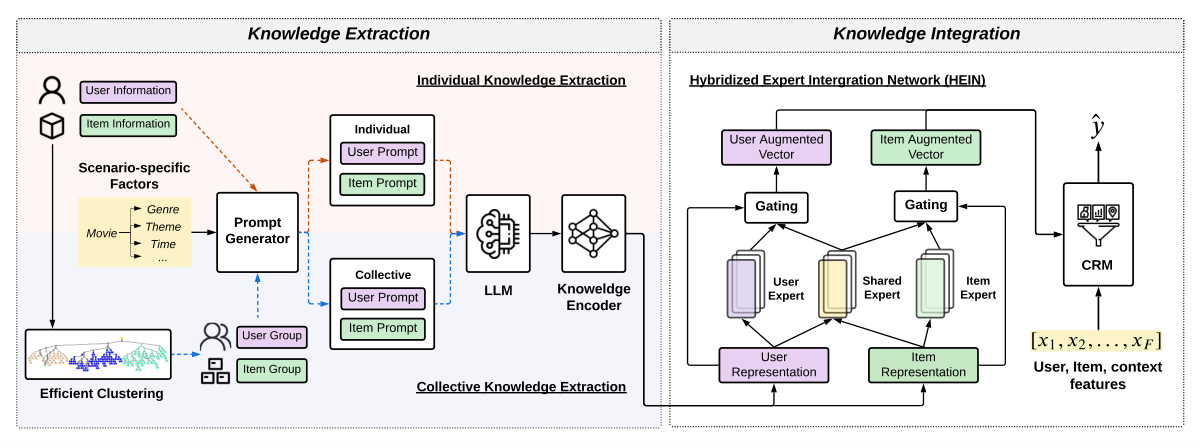 Knowledge Extraction
Individual Knowledge Extraction
User Information
Item Information
Scenario-specific
Factors
Movie
Genre
Theme
Time
...
Prompt
Generator
Individual
User Prompt
Item Prompt
Collective
User Prompt
Item Prompt
LLM
Knoweldge
Encoder
User Group
Item Group
Efficient Clustering
Collective Knowledge Extraction
Knowledge Integration
Hybridized Expert Intergration Network (HEIN)
User Augmented
Vector
Item Augmented
Vector
Gating
Gating
User
Expert
Shared
Expert
Item
Expert
User
Representation
Item
Representation
ŷ
CRM
[x₁, x₂, . . . , x_F]
User, Item, context
features